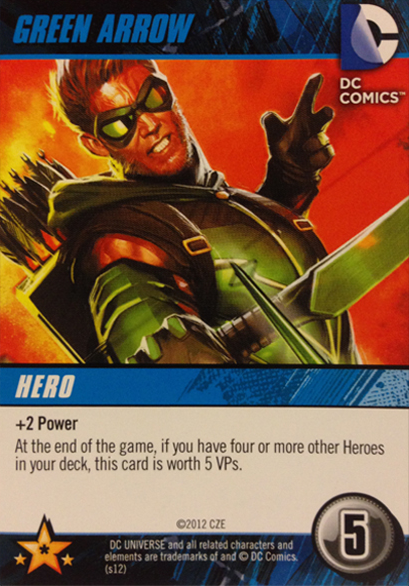 GREEN ARROW
DC
COMICS™
HERO
+2 Power
At the end of the game, if you have four or more other Heroes
in your deck, this card is worth 5 VPs.
©2012 CZE
*
DC UNIVERSE and all related characters and
elements are trademarks of and © DC Comics.
(s12)
5